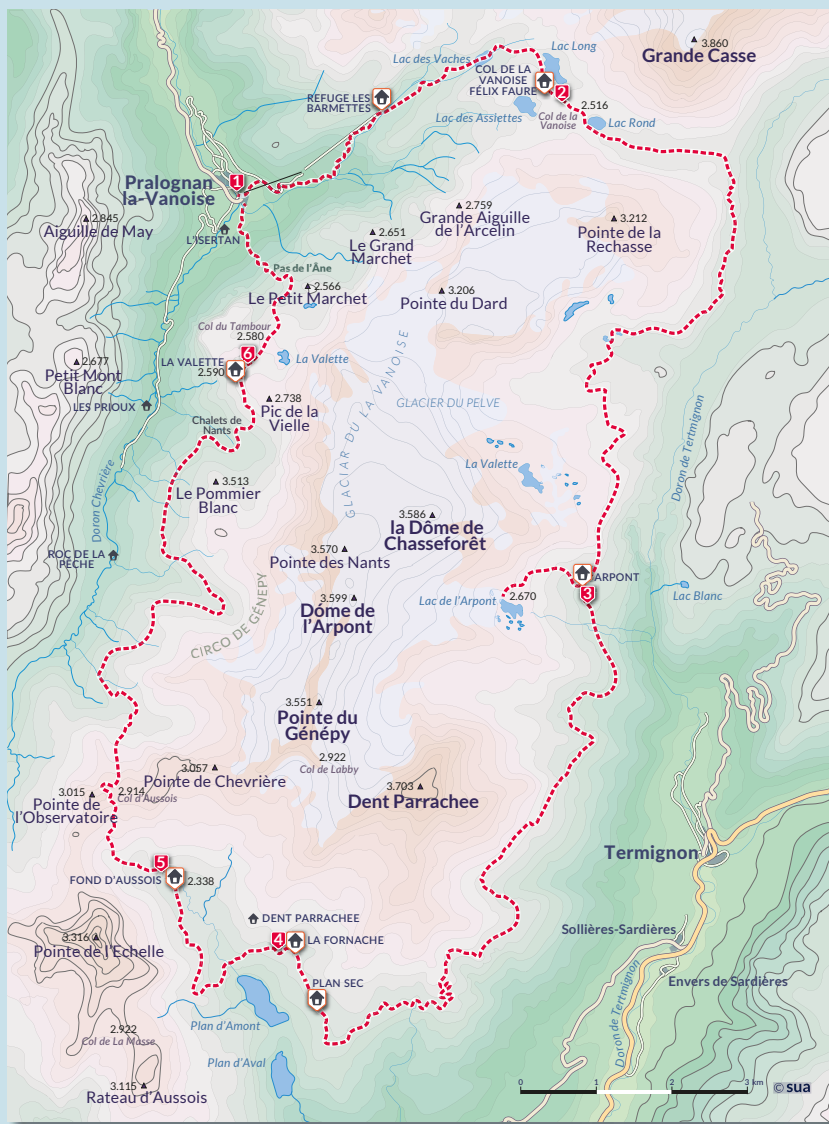 Lac Long
3.860
Grande Casse
Lac des Vaches
COL DE LA
VANOISE
FÉLIX FAURE
2
2.516
REFUGE LES
BARMETTES
Lac des Assiettes
Col de la
Vanoise
Lac Rond
1
Pralognan
la-Vanoise
2.845
Aiguille de May
L'ISERTAN
2.759
Grande Aiguille
de l'Arcelin
3.212
Pointe de la
Rechasse
2.651
Le Grand
Marchet
Pas de l'Âne
2.566
Le Petit Marchet
3.206
Pointe du Dard
Col du Tambour
2.580
6
LA VALETTE
2.590
La Valette
GLACIAR DU LA VANOISE
2.677
Petit Mont
Blanc
LES PRIOUX
2.738
Pic de la
Vielle
GLACIER DU PELVE
Chalets de
Nants
Doron de Tertmignon
La Valette
Doran Chevrière
3.513
Le Pommier
Blanc
3.586
la Dôme de
Chasseforêt
ROC DE LA
PÈCHE
3.570
Pointe des Nants
ARPONT
3
Lac Blanc
Lac de l'Arpont
2.670
3.599
Dóme de
l'Arpont
CIRCO DE GÉNEPY
3.551
Pointe du
Génépy
2.922
Col de Labby
3.057
Pointe de Chevrière
3.703
Dent Parrachee
3.015
Pointe de
l'Observatoire
2.914
Col d'Aussois
Termignon
5
FOND D'AUSSOIS
2.338
DENT PARRACHEE
4
LA FORNACHE
3.316
Pointe de l'Echelle
Sollières-Sardières
PLAN SEC
Envers de Sardières
Plan d'Amont
Doron de Tertmignon
2.922
Col de La Masse
Plan d'Aval
3.115
Rateau d'Aussois
0 1 2 3 km
© sua